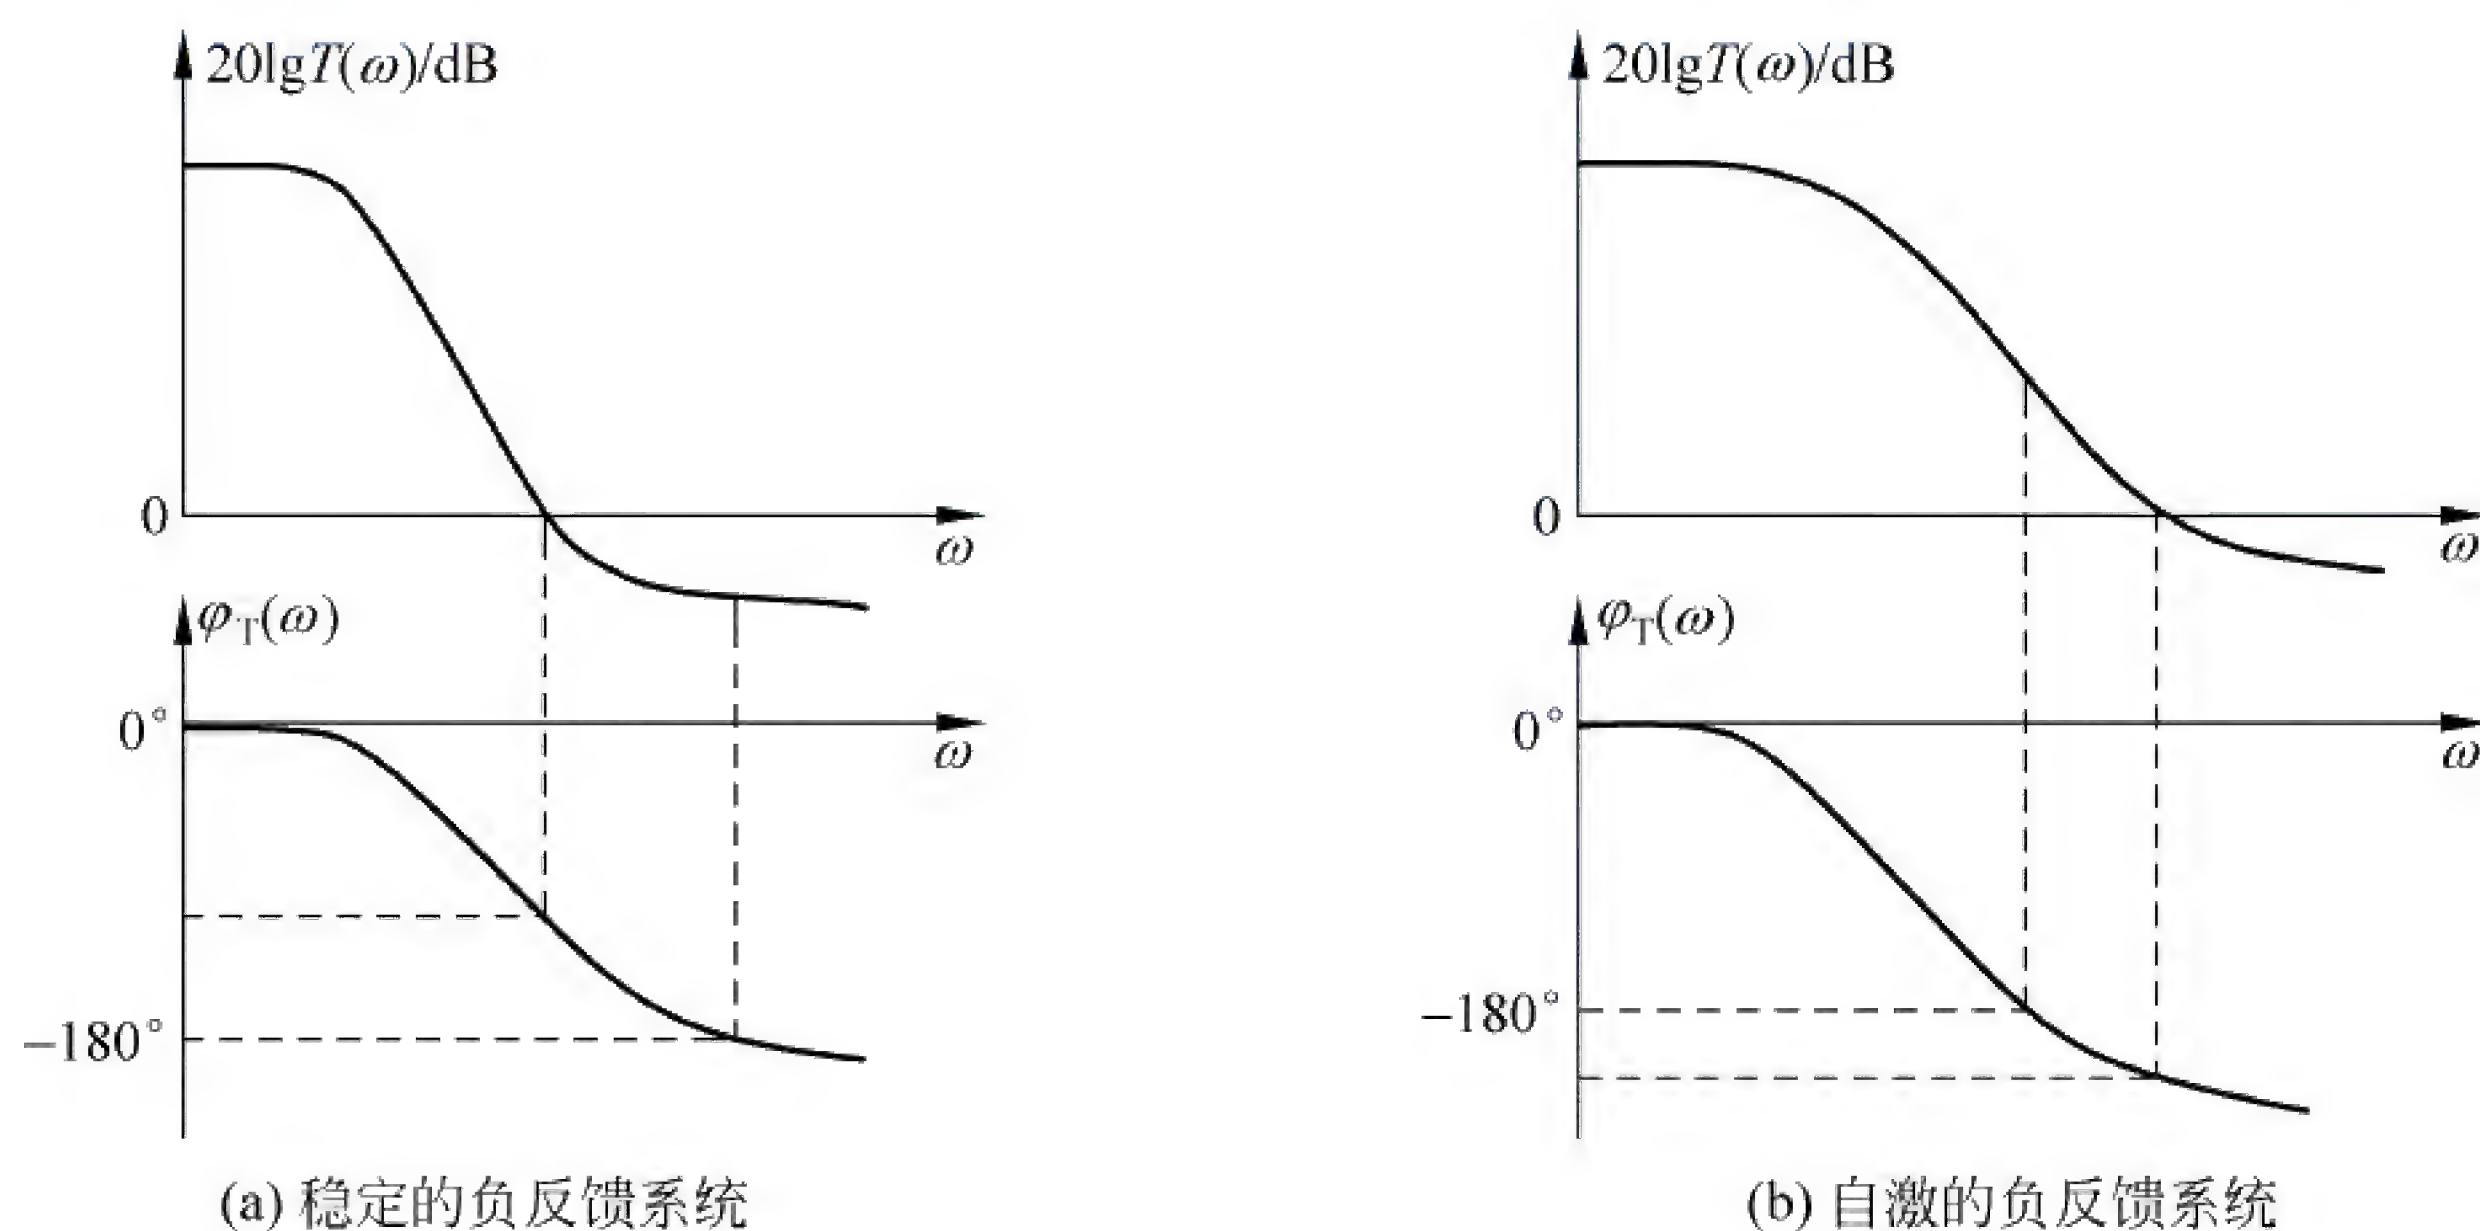 20lgT(ω)/dB
0
ω
φT(ω)
0°
ω
−180°
(a) 稳定的负反馈系统
20lgT(ω)/dB
0
ω
φT(ω)
0°
ω
−180°
(b) 自激的负反馈系统